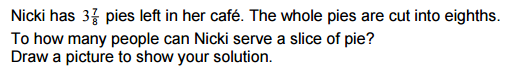 Nicki has 3⅞ pies left in her café. The whole pies are cut into eighths.
To how many people can Nicki serve a slice of pie?
Draw a picture to show your solution.